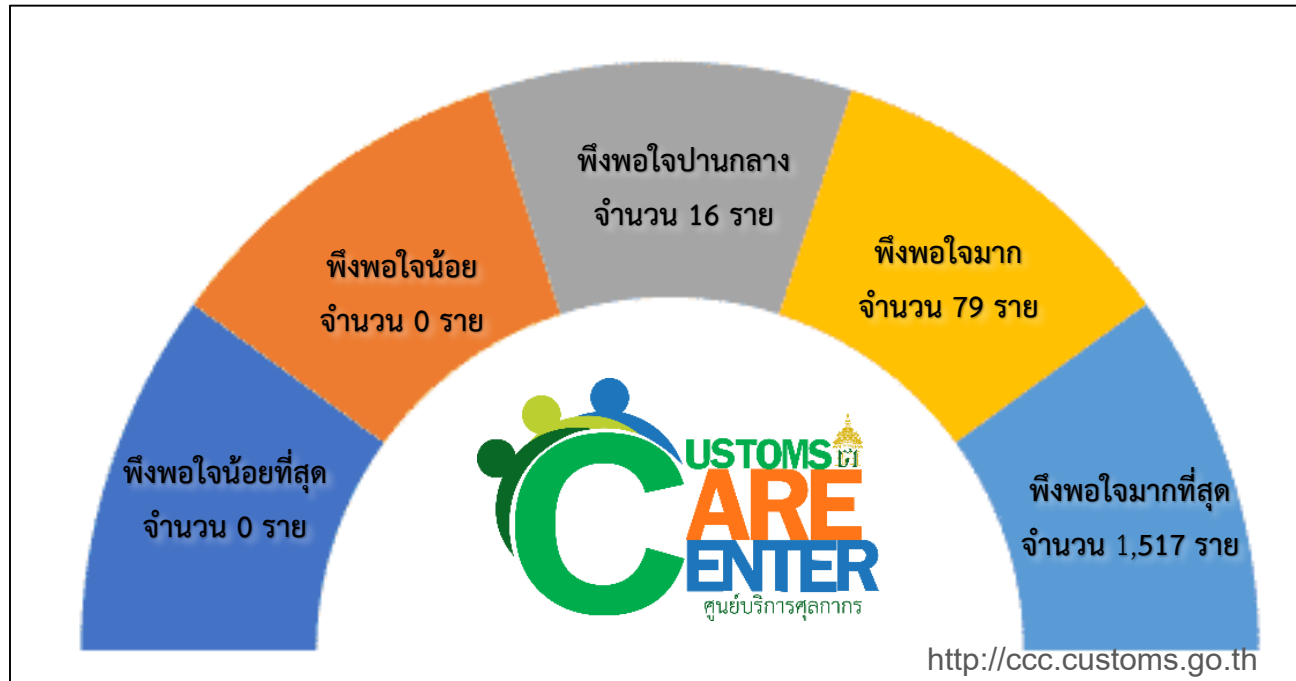 พึงพอใจปานกลาง
จำนวน 16 ราย
พึงพอใจน้อย
จำนวน 0 ราย
พึงพอใจมาก
จำนวน 79 ราย
พึงพอใจน้อยที่สุด
จำนวน 0 ราย
พึงพอใจมากที่สุด
จำนวน 1,517 ราย
CUSTOMS
CARE
CENTER
ศูนย์บริการศุลกากร
http://ccc.customs.go.th